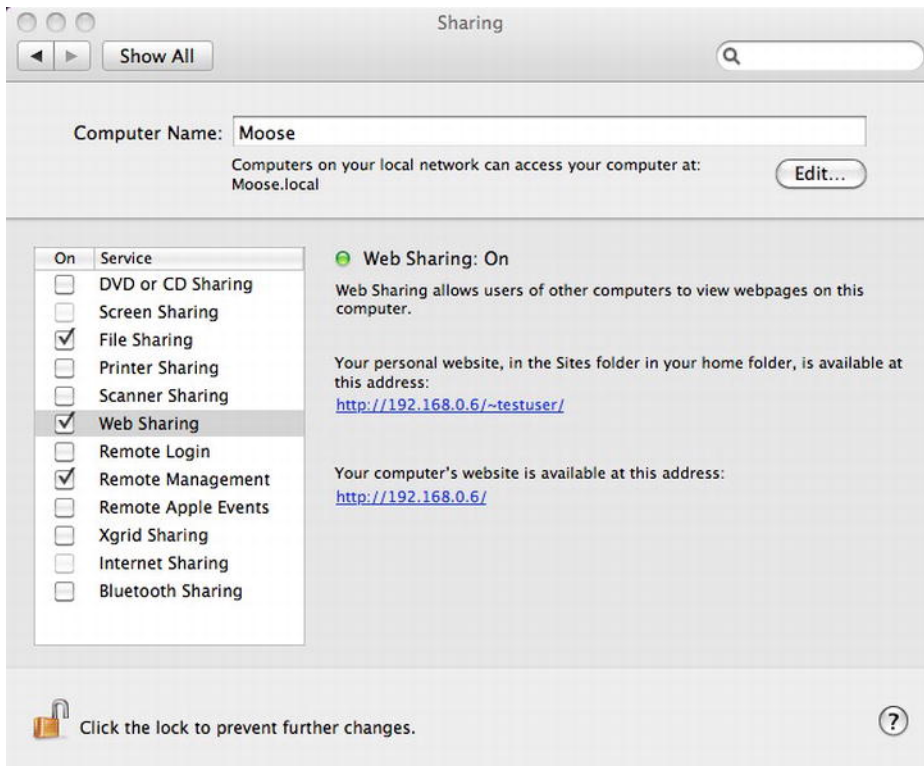 Sharing
Show All
Computer Name: Moose
Computers on your local network can access your computer at:
Moose.local
Edit...
On Service
DVD or CD Sharing
Screen Sharing
File Sharing
Printer Sharing
Scanner Sharing
Web Sharing
Remote Login
Remote Management
Remote Apple Events
Xgrid Sharing
Internet Sharing
Bluetooth Sharing
Web Sharing: On
Web Sharing allows users of other computers to view webpages on this
computer.
Your personal website, in the Sites folder in your home folder, is available at
this address:
http://192.168.0.6/~testuser/
Your computer's website is available at this address:
http://192.168.0.6/
Click the lock to prevent further changes.
?